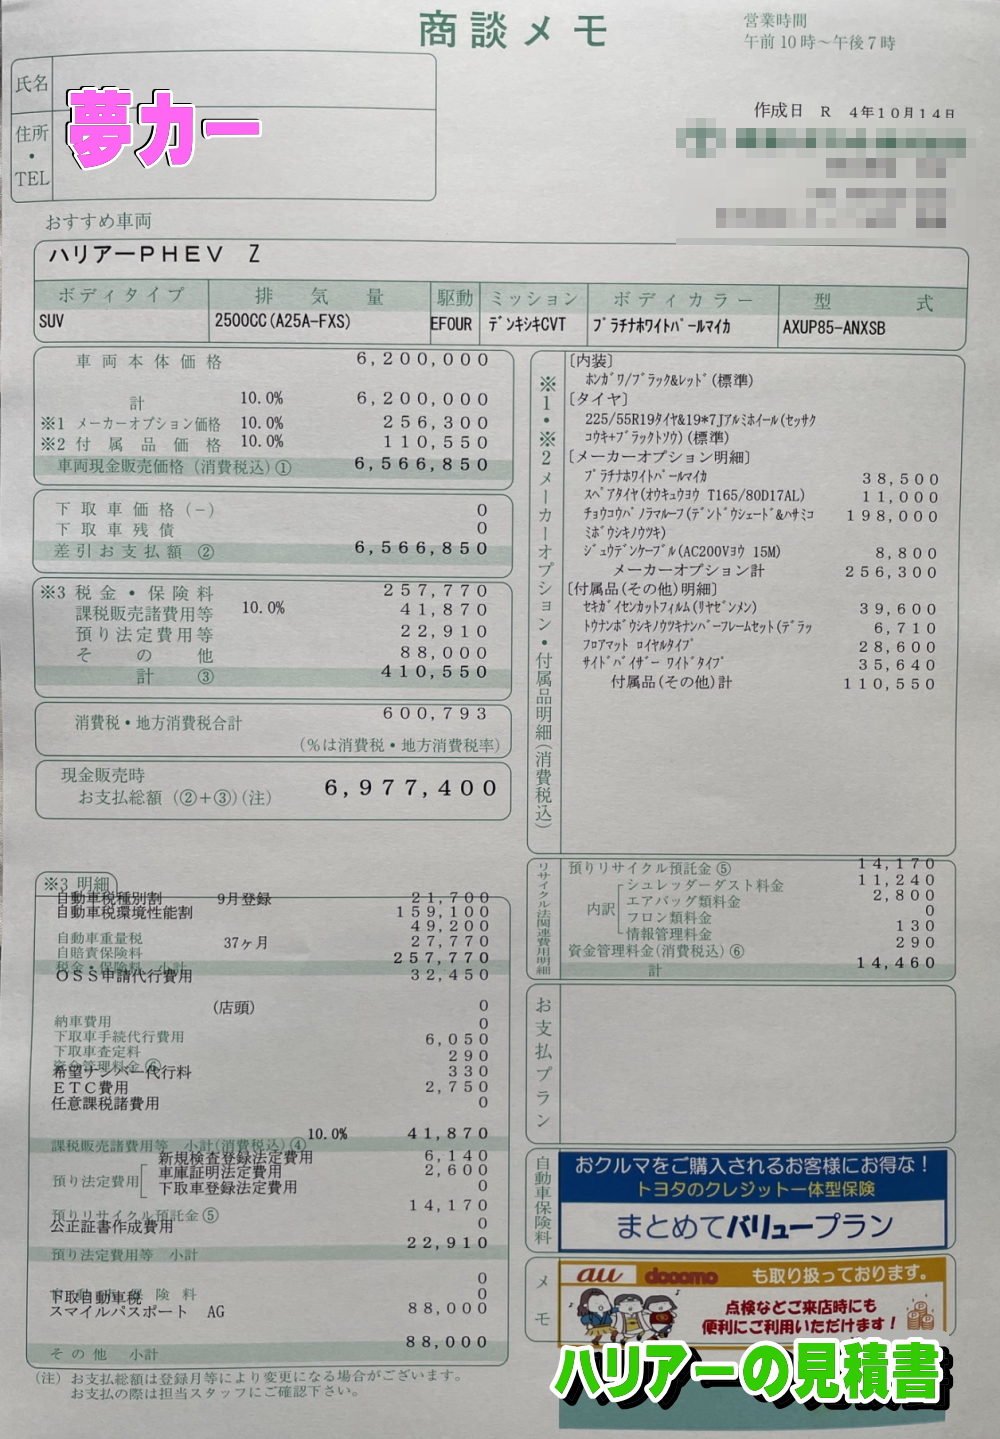 商談メモ
営業時間
午前10時～午後7時
氏名
夢カー
住所
・
TEL
作成日 R 4年10月14日
おすすめ車両
ハリアーPHEV Z
ボディタイプ 排気量 駆動 ミッション ボディカラー 型式
SUV 2500CC(A25A-FXS) EFOUR ﾃﾞﾝｷｼｷCVT ﾌﾟﾗﾁﾅﾎﾜｲﾄﾊﾟｰﾙﾏｲｶ AXUP85-ANXSB
車両本体価格 6,200,000
計 10.0% 6,200,000
※1 メーカーオプション価格 10.0% 256,300
※2 付属品価格 10.0% 110,550
車両現金販売価格（消費税込）① 6,566,850
下取車価格（−） 0
下取車残債 0
差引お支払額 ② 6,566,850
※3 税金・保険料 257,770
課税販売諸費用等 10.0% 41,870
預り法定費用等 22,910
その他 88,000
計 ③ 410,550
消費税・地方消費税合計 600,793
（％は消費税・地方消費税率）
現金販売時
お支払総額（②＋③）（注） 6,977,400
※1・※2メーカーオプション・付属品明細（消費税込）
[内装]
ﾎﾝｶﾞﾜ/ﾌﾞﾗｯｸ&ﾚｯﾄﾞ(標準)
[タイヤ]
225/55R19ﾀｲﾔ&19*7Jｱﾙﾐﾎｲｰﾙ(ｾｯｻｸ
ｺｳｷ+ﾌﾞﾗｯｸﾄｿｳ)(標準)
[メーカーオプション明細]
ﾌﾟﾗﾁﾅﾎﾜｲﾄﾊﾟｰﾙﾏｲｶ 38,500
ｽﾍﾟｱﾀｲﾔ(ｵｳｷｭｳﾖｳ T165/80D17AL) 11,000
ﾁｮｳｺｳﾊﾟﾉﾗﾏﾙｰﾌ(ﾃﾞﾝﾄﾞｳｼｪｰﾄﾞ&ﾊｻﾐｺ 198,000
ﾐﾎﾞｳｼｷﾉｳﾂｷ)
ｼﾞｭｳﾃﾞﾝｹｰﾌﾞﾙ(AC200Vﾖｳ 15M) 8,800
メーカーオプション計 256,300
[付属品(その他)明細]
ｾｷｶﾞｲｾﾝｶｯﾄﾌｨﾙﾑ(ﾘﾔｾﾞﾝﾒﾝ) 39,600
ﾄｳﾅﾝﾎﾞｳｼｷﾉｳﾂｷﾅﾝﾊﾞｰﾌﾚｰﾑｾｯﾄ(ﾃﾞﾗｯ 6,710
ﾌﾛｱﾏｯﾄ ﾛｲﾔﾙﾀｲﾌﾟ 28,600
ｻｲﾄﾞﾊﾞｲｻﾞｰ ﾜｲﾄﾞﾀｲﾌﾟ 35,640
付属品(その他)計 110,550
※3 明細
自動車税種別割 9月登録 21,700
自動車税環境性能割 159,100
自動車重量税 49,200
自賠責保険料 37ヶ月 27,770
税金・保険料 小計 257,770
OSS申請代行費用 32,450
(店頭) 0
納車費用 0
下取車手続代行費用 6,050
下取車査定料 290
資金管理料金⑥
希望ナンバー代行料 330
ETC費用 2,750
任意課税諸費用 0
課税販売諸費用等 小計(消費税込)④ 10.0% 41,870
預り法定費用
新規検査登録法定費用 6,140
車庫証明法定費用 2,600
下取車登録法定費用 0
預りリサイクル預託金⑤ 14,170
公正証書作成費用 0
預り法定費用等 小計 22,910
保険料 0
下取自動車税 0
スマイルパスポート AG 88,000
その他 小計 88,000
（注） お支払総額は登録月等により変更になる場合がございます。
お支払の際は担当スタッフにご確認下さい。
リサイクル法関連費用明細
預りリサイクル預託金⑤ 14,170
内訳
シュレッダーダスト料金 11,240
エアバッグ類料金 2,800
フロン類料金 0
情報管理料金 130
資金管理料金(消費税込)⑥ 290
計 14,460
お支払プラン
自動車保険料
おクルマをご購入されるお客様にお得な！
トヨタのクレジット一体型保険
まとめてバリュープラン
メモ
au docomo も取り扱っております。
点検などご来店時にも
便利にご利用いただけます！
ハリアーの見積書